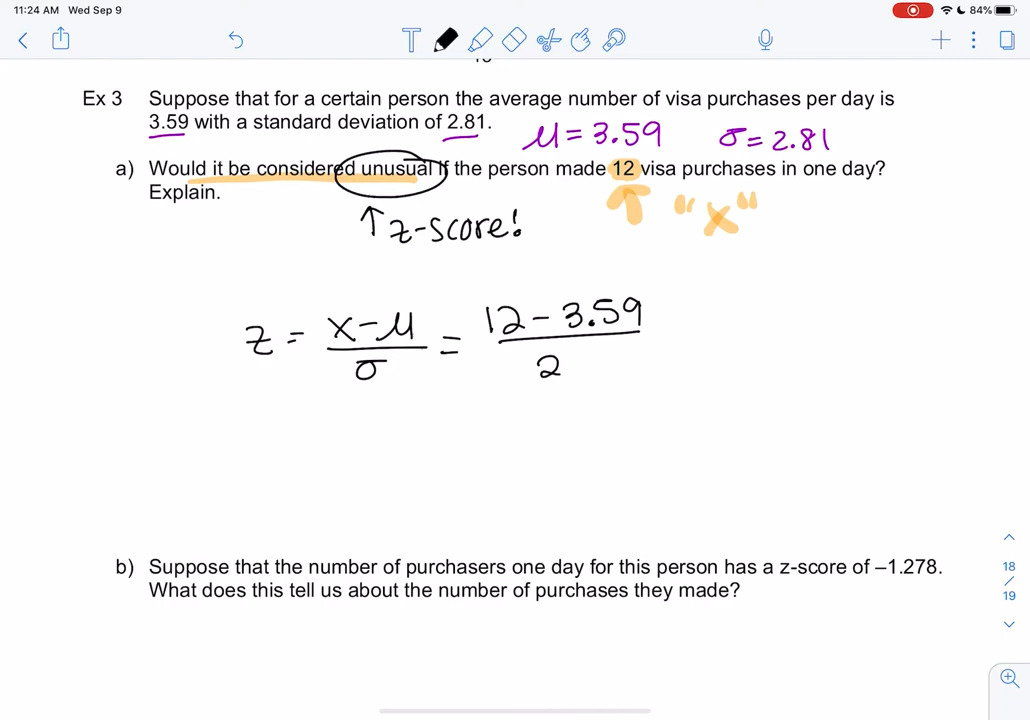 11:24 AM Wed Sep 9
84%
T
Ex 3 Suppose that for a certain person the average number of visa purchases per day is
3.59 with a standard deviation of 2.81. μ = 3.59 σ = 2.81
a) Would it be considered unusual if the person made 12 visa purchases in one day?
Explain.
↑ z-score! ↑ "x"
z = x-μ/σ = 12-3.59/2
b) Suppose that the number of purchasers one day for this person has a z-score of –1.278.
What does this tell us about the number of purchases they made?
18
/
19